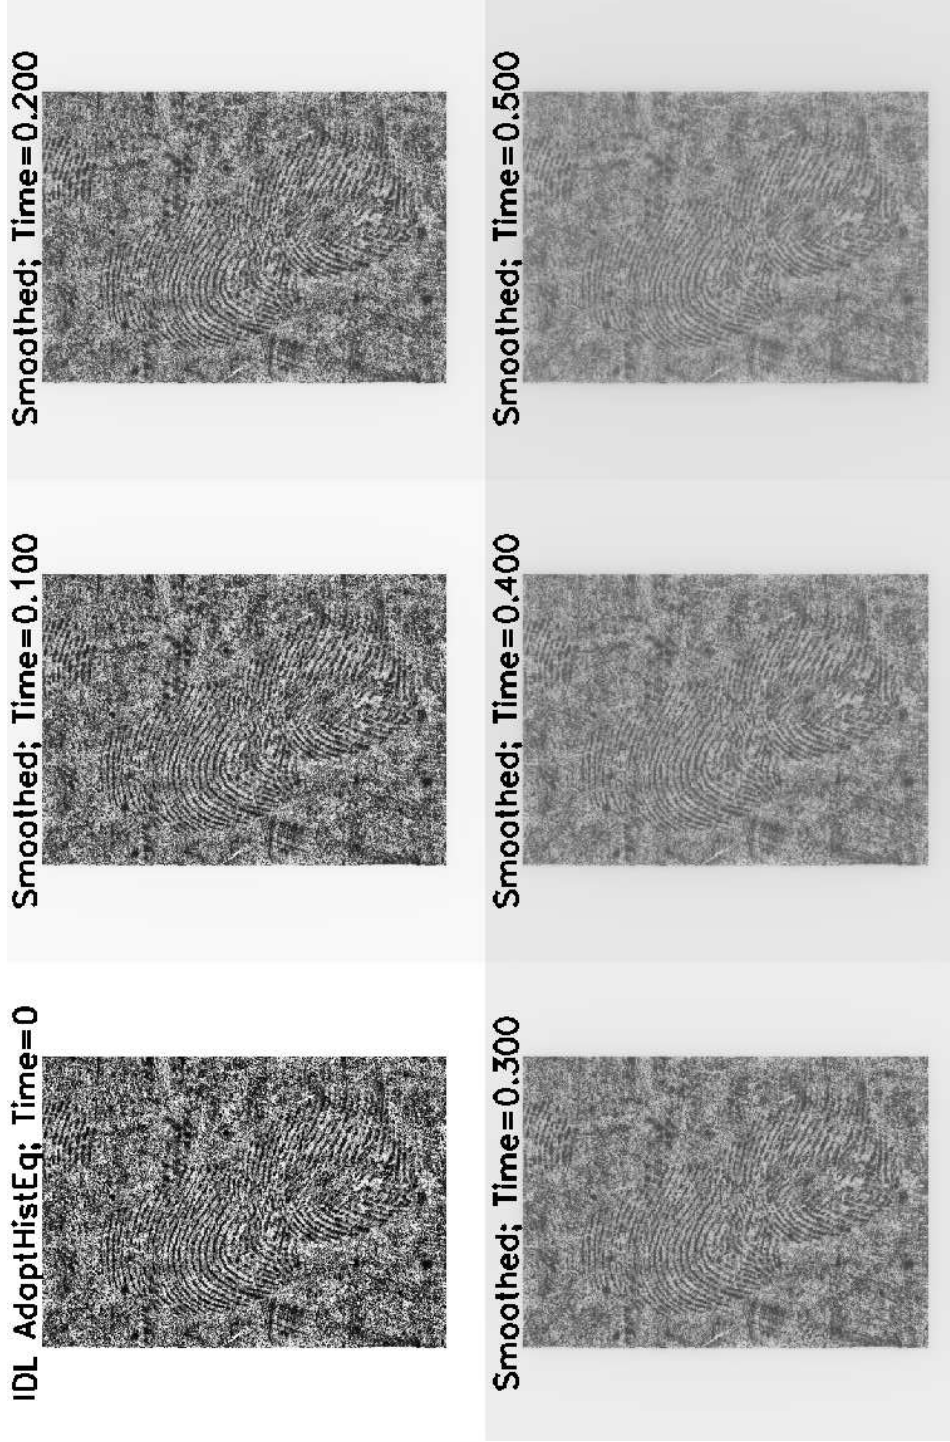 IDL AdaptHistEq; Time=0
Smoothed; Time=0.100
Smoothed; Time=0.200
Smoothed; Time=0.300
Smoothed; Time=0.400
Smoothed; Time=0.500